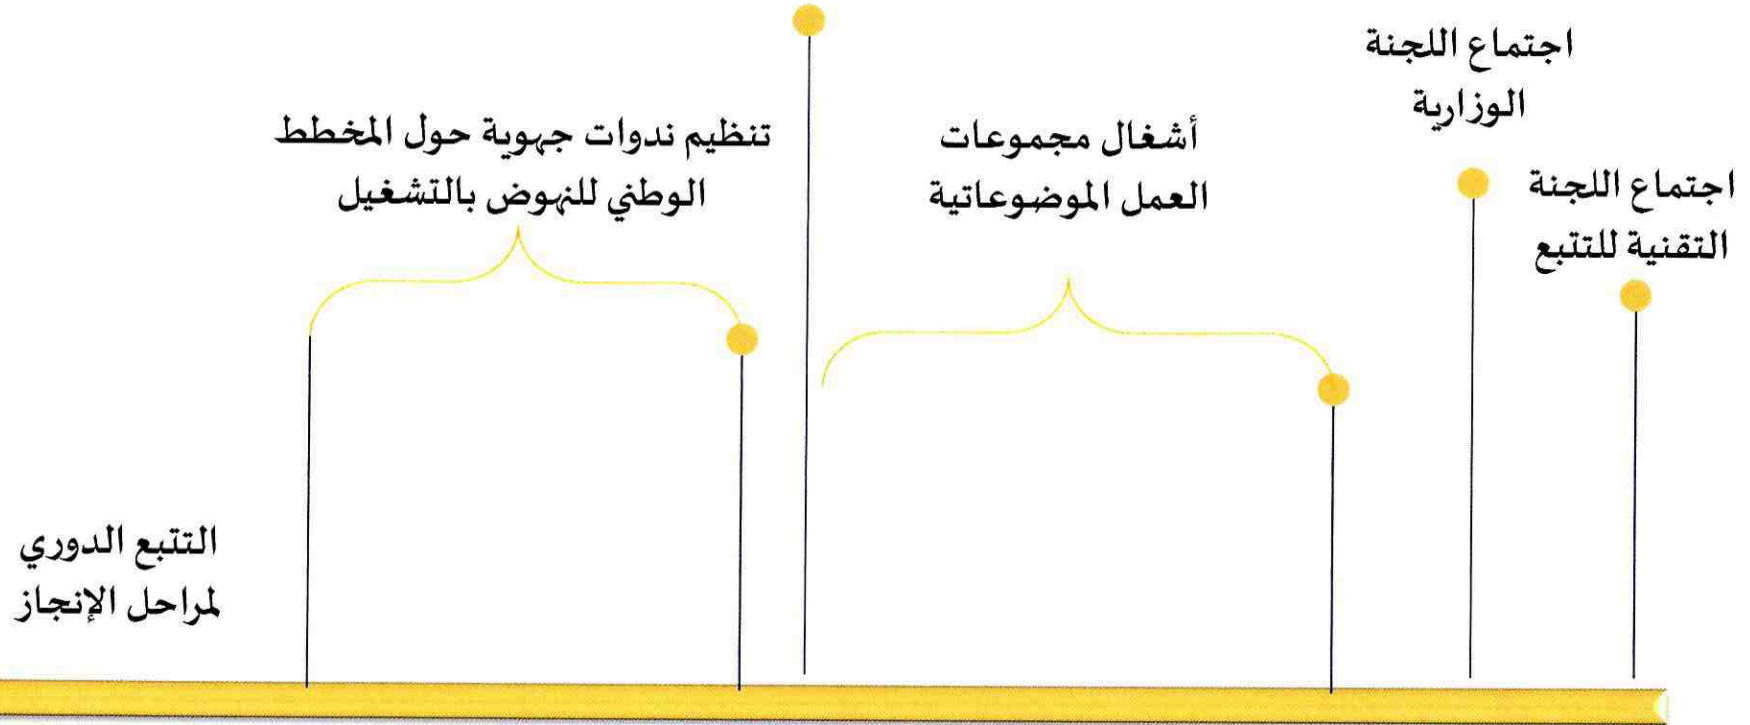 اجتماع اللجنة
الوزارية
اجتماع اللجنة
التقنية للتتبع
أشغال مجموعات
العمل الموضوعاتية
تنظيم ندوات جهوية حول المخطط
الوطني للنهوض بالتشغيل
التتبع الدوري
لمراحل الإنجاز